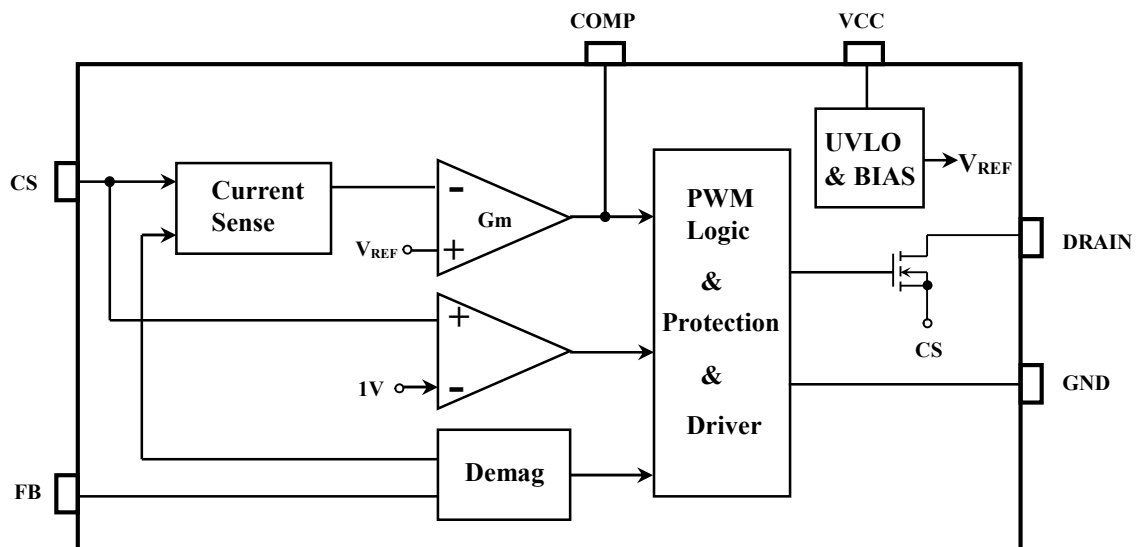 COMP
VCC
CS
Current
Sense
-
Gm
VREF
+
PWM
Logic
&
Protection
&
Driver
UVLO
& BIAS
VREF
DRAIN
CS
GND
+
1V
-
Demag
FB